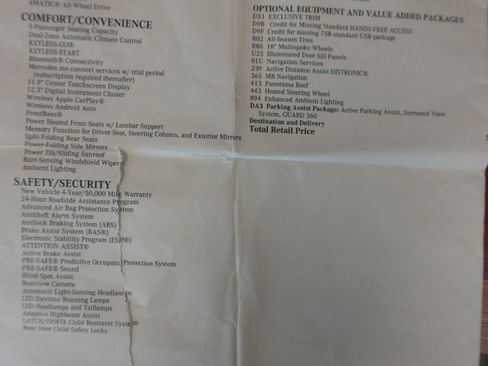 4MATIC® All-Wheel Drive
COMFORT/CONVENIENCE
5-Passenger Seating Capacity
Dual-Zone Automatic Climate Control
KEYLESS-GO®
KEYLESS-START
Bluetooth® Connectivity
Mercedes me connect services w/ trial period
(subscription required thereafter)
11.9" Center Touchscreen Display
12.3" Digital Instrument Cluster
Wireless Apple CarPlay®
Wireless Android Auto
FrontBass®
Power Heated Front Seats w/ Lumbar Support
Memory Function for Driver Seat, Steering Column, and Exterior Mirrors
Split-Folding Rear Seats
Power-Folding Side Mirrors
Power Tilt/Sliding Sunroof
Rain-Sensing Windshield Wipers
Ambient Lighting
SAFETY/SECURITY
New Vehicle 4-Year/50,000 Mile Warranty
24-Hour Roadside Assistance Program
Advanced Air Bag Protection System
Antitheft Alarm System
Antilock Braking System (ABS)
Brake Assist System (BAS®)
Electronic Stability Program (ESP®)
ATTENTION ASSIST®
Active Brake Assist
PRE-SAFE® Predictive Occupant Protection System
PRE-SAFE® Sound
Blind Spot Assist
Rearview Camera
Automatic Light-Sensing Headlamps
LED Daytime Running Lamps
LED Headlamps and Taillamps
Adaptive Highbeam Assist
LATCH/ISOFIX Child Restraint System
Rear Door Child Safety Locks
OPTIONAL EQUIPMENT AND VALUE ADDED PACKAGES
DX1 EXCLUSIVE TRIM
D9B Credit for Missing Standard HANDS-FREE ACCESS
D9F Credit for missing 75B standard USB package
R02 All-Season Tires
R86 18" Multispoke Wheels
U25 Illuminated Door Sill Panels
01U Navigation Services
239 Active Distance Assist DISTRONIC®
365 MB Navigation
413 Panorama Roof
443 Heated Steering Wheel
894 Enhanced Ambient Lighting
DA3 Parking Assist Package: Active Parking Assist, Surround View
System, GUARD 360
Destination and Delivery
Total Retail Price